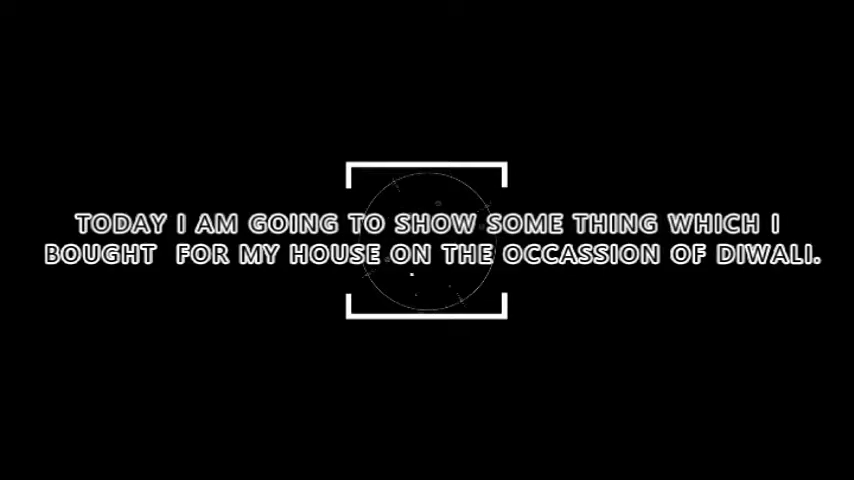 TODAY I AM GOING TO SHOW SOME THING WHICH I
BOUGHT  FOR MY HOUSE ON THE OCCASSION OF DIWALI.